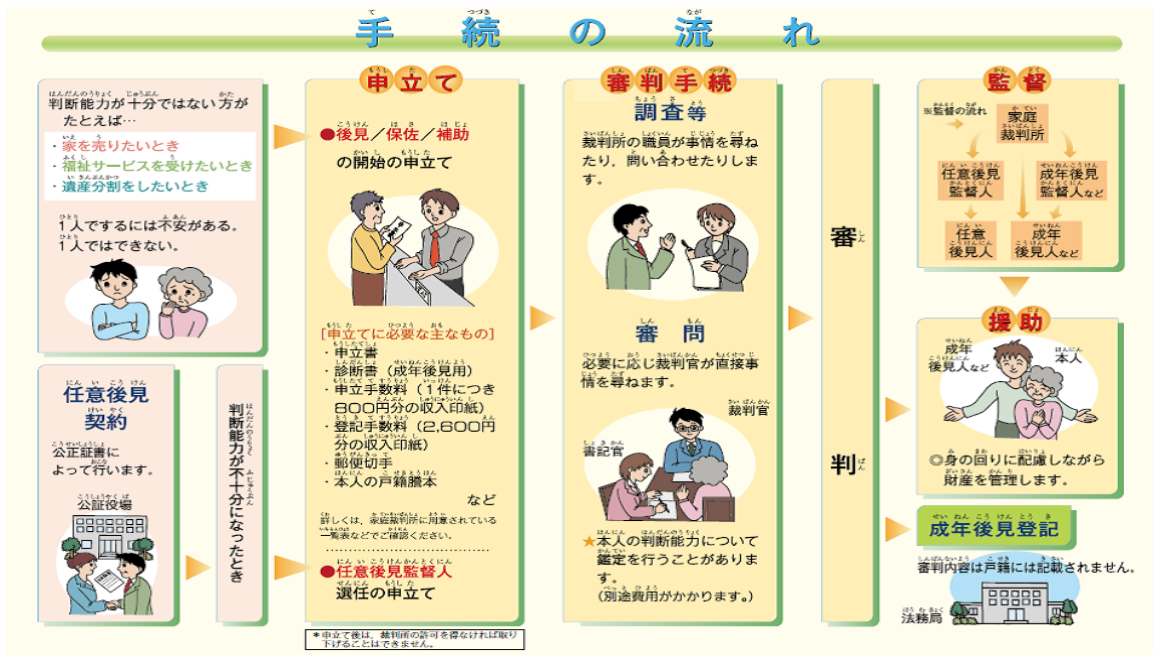 手続の流れ
判断能力が十分ではない方が
たとえば…
・家を売りたいとき
・福祉サービスを受けたいとき
・遺産分割をしたいとき
1人でするには不安がある。
1人ではできない。
任意後見
契約
公正証書に
よって行います。
公証役場
判断能力が不十分になったとき
申立て
●後見／保佐／補助
の開始の申立て
[申立てに必要な主なもの]
・申立書
・診断書（成年後見用）
・申立手数料（1件につき
800円分の収入印紙）
・登記手数料（2,600円
分の収入印紙）
・郵便切手
・本人の戸籍謄本
など
詳しくは、家庭裁判所に用意されている
一覧表などでご確認ください。
●任意後見監督人
選任の申立て
＊申立て後は、裁判所の許可を得なければ取り
下げることはできません。
審判手続
調査等
裁判所の職員が事情を尋ね
たり、問い合わせたりしま
す。
審問
必要に応じ裁判官が直接事
情を尋ねます。
裁判官
書記官
★本人の判断能力について
鑑定を行うことがありま
す。
（別途費用がかかります。）
審判
監督
※監督の流れ
家庭
裁判所
任意後見
監督人
成年後見
監督人など
任意
後見人
成年
後見人など
援助
成年
後見人など
本人
◎身の回りに配慮しながら
財産を管理します。
成年後見登記
審判内容は戸籍には記載されません。
法務局